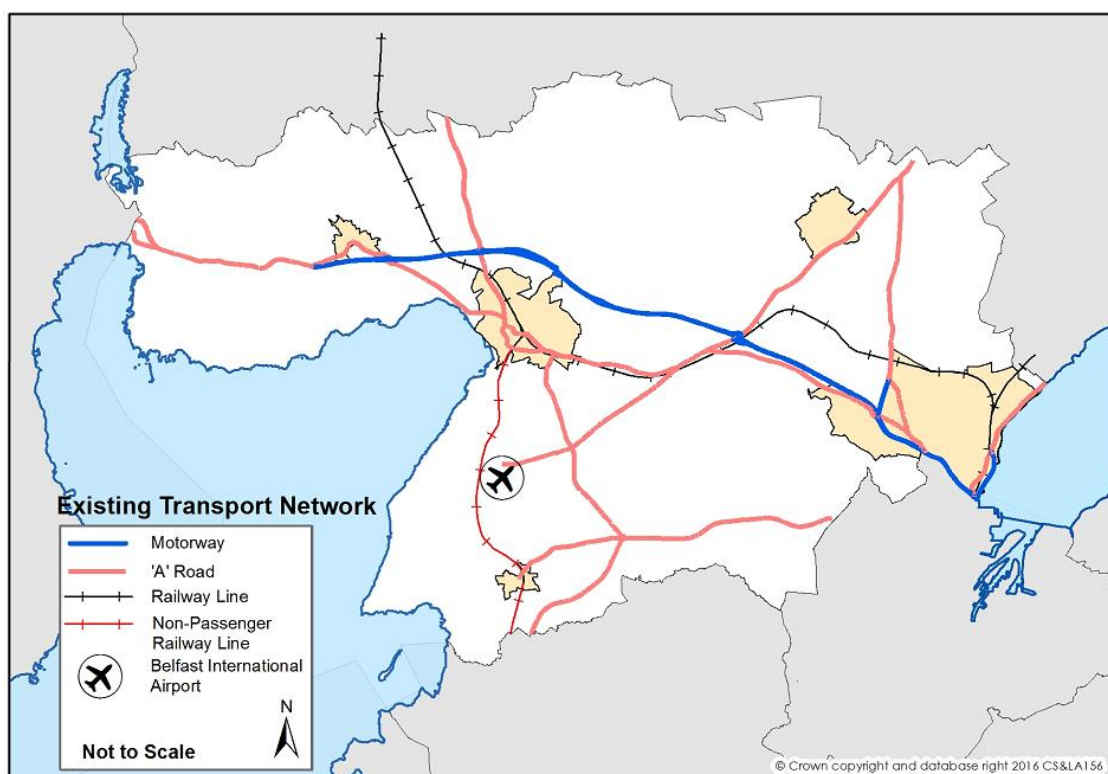 Existing Transport Network
Motorway
'A' Road
Railway Line
Non-Passenger
Railway Line
Belfast International
Airport
N
Not to Scale
© Crown copyright and database right 2016 CS&LA156